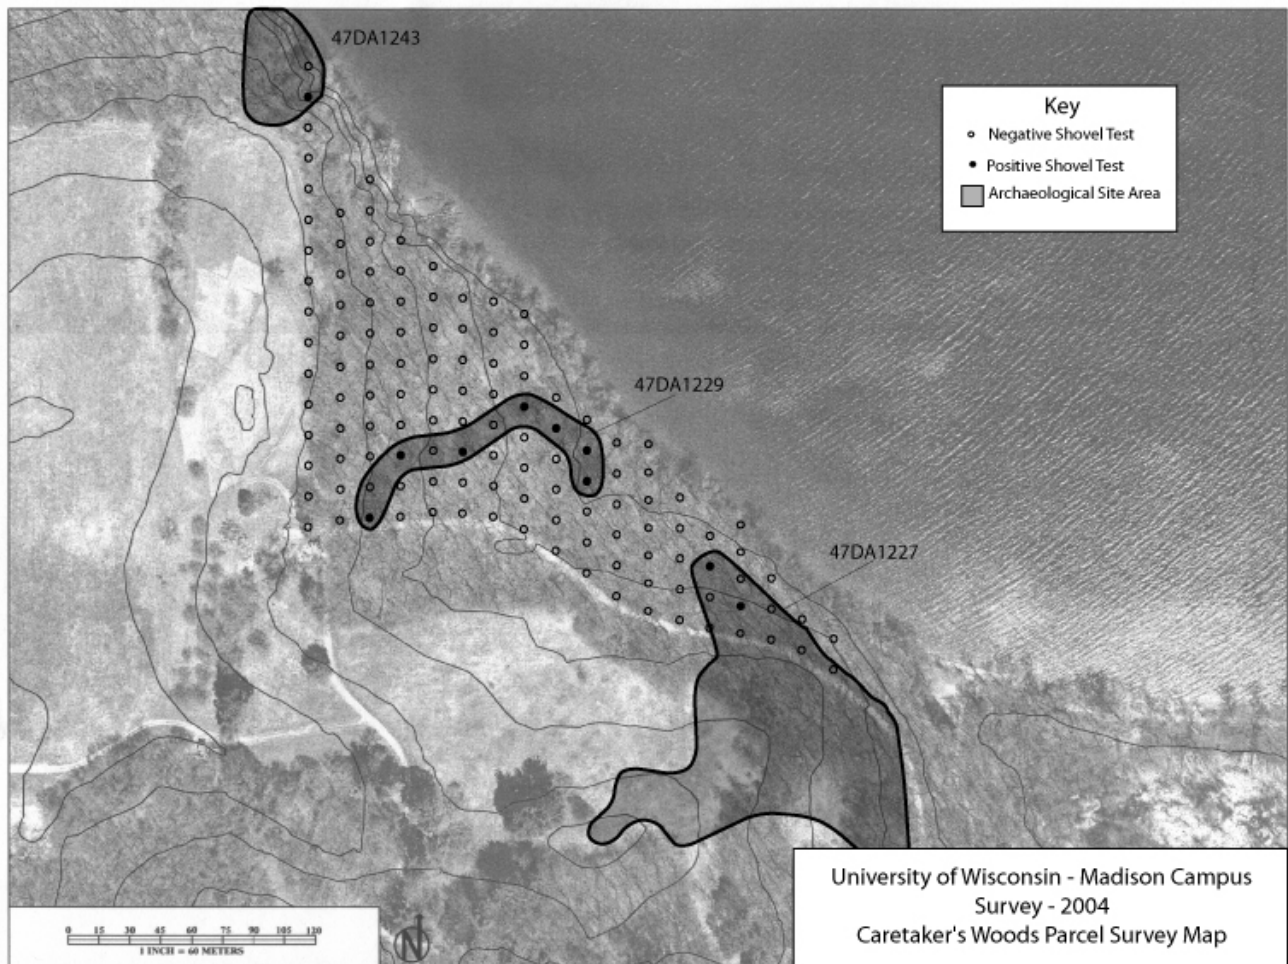 47DA1243
Key
Negative Shovel Test
Positive Shovel Test
Archaeological Site Area
47DA1229
47DA1227
University of Wisconsin - Madison Campus
Survey - 2004
Caretaker's Woods Parcel Survey Map
0 15 30 45 60 75 90 105 120
1 INCH = 60 METERS
N